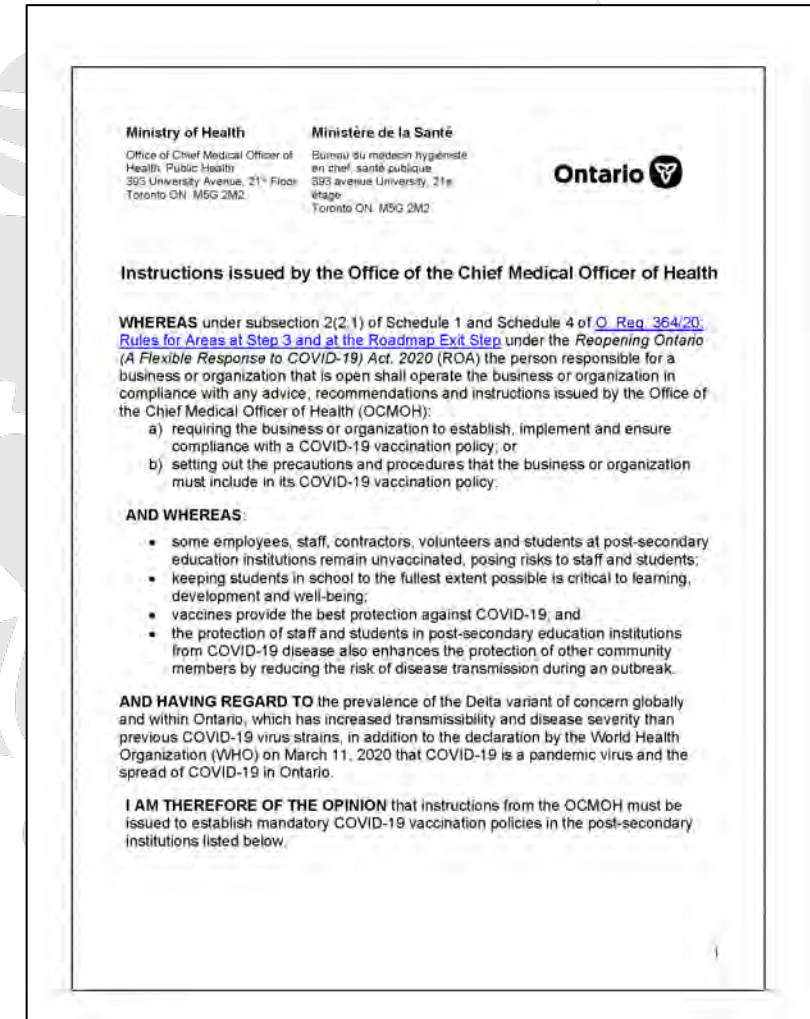 Ministry of Health
Office of Chief Medical Officer of
Health, Public Health
393 University Avenue, 21st Floor
Toronto ON M5G 2M2
Ministère de la Santé
Bureau du médecin hygiéniste
en chef, santé publique
393 avenue University, 21e
étage
Toronto ON M5G 2M2
Ontario
Instructions issued by the Office of the Chief Medical Officer of Health
WHEREAS under subsection 2(2.1) of Schedule 1 and Schedule 4 of O. Reg. 364/20:
Rules for Areas at Step 3 and at the Roadmap Exit Step under the Reopening Ontario
(A Flexible Response to COVID-19) Act, 2020 (ROA) the person responsible for a
business or organization that is open shall operate the business or organization in
compliance with any advice, recommendations and instructions issued by the Office of
the Chief Medical Officer of Health (OCMOH):
a) requiring the business or organization to establish, implement and ensure
compliance with a COVID-19 vaccination policy; or
b) setting out the precautions and procedures that the business or organization
must include in its COVID-19 vaccination policy.
AND WHEREAS:
• some employees, staff, contractors, volunteers and students at post-secondary
education institutions remain unvaccinated, posing risks to staff and students;
• keeping students in school to the fullest extent possible is critical to learning,
development and well-being;
• vaccines provide the best protection against COVID-19; and
• the protection of staff and students in post-secondary education institutions
from COVID-19 disease also enhances the protection of other community
members by reducing the risk of disease transmission during an outbreak.
AND HAVING REGARD TO the prevalence of the Delta variant of concern globally
and within Ontario, which has increased transmissibility and disease severity than
previous COVID-19 virus strains, in addition to the declaration by the World Health
Organization (WHO) on March 11, 2020 that COVID-19 is a pandemic virus and the
spread of COVID-19 in Ontario.
I AM THEREFORE OF THE OPINION that instructions from the OCMOH must be
issued to establish mandatory COVID-19 vaccination policies in the post-secondary
institutions listed below.
1